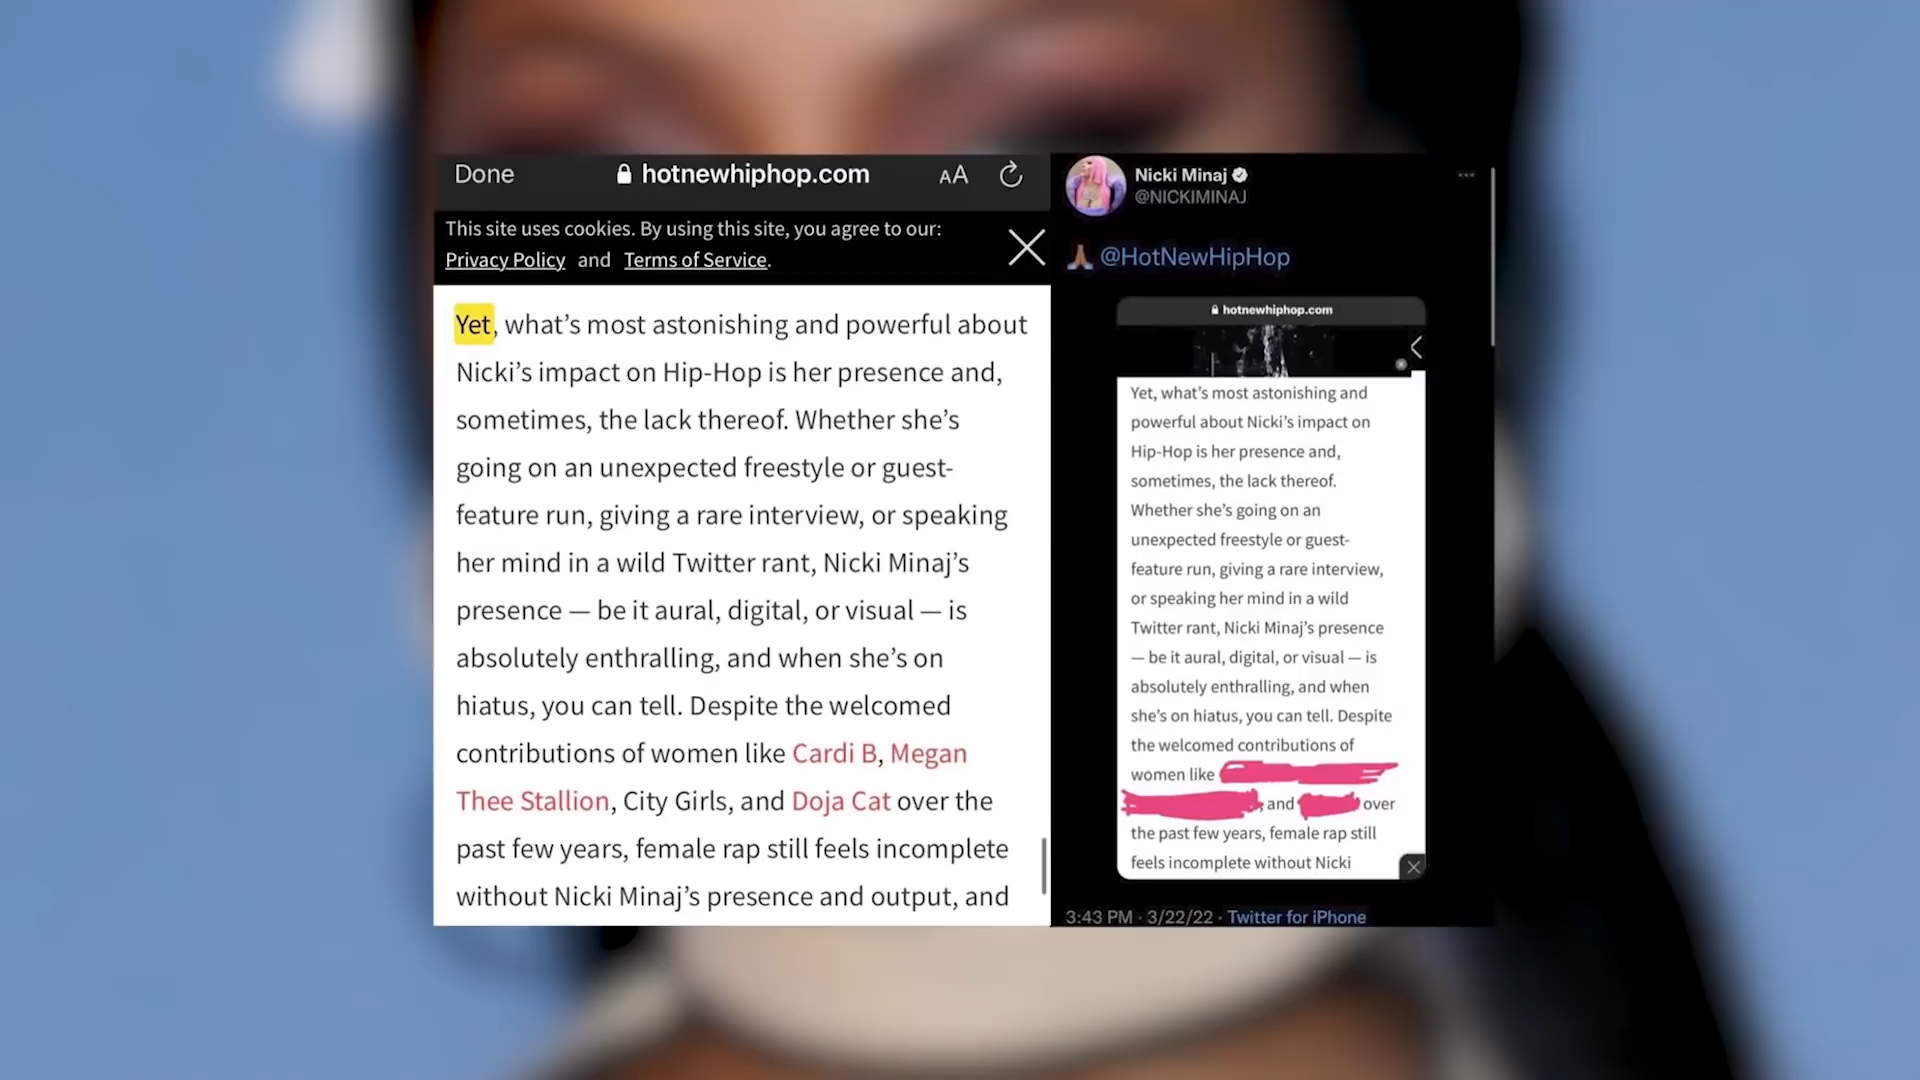 Done
hotnewhiphop.com
AA
This site uses cookies. By using this site, you agree to our:
Privacy Policy and Terms of Service.
Yet, what’s most astonishing and powerful about
Nicki’s impact on Hip-Hop is her presence and,
sometimes, the lack thereof. Whether she’s
going on an unexpected freestyle or guest-
feature run, giving a rare interview, or speaking
her mind in a wild Twitter rant, Nicki Minaj’s
presence — be it aural, digital, or visual — is
absolutely enthralling, and when she’s on
hiatus, you can tell. Despite the welcomed
contributions of women like Cardi B, Megan
Thee Stallion, City Girls, and Doja Cat over the
past few years, female rap still feels incomplete
without Nicki Minaj’s presence and output, and
Nicki Minaj
@NICKIMINAJ
🙏🏾 @HotNewHipHop
hotnewhiphop.com
Yet, what’s most astonishing and
powerful about Nicki’s impact on
Hip-Hop is her presence and,
sometimes, the lack thereof.
Whether she’s going on an
unexpected freestyle or guest-
feature run, giving a rare interview,
or speaking her mind in a wild
Twitter rant, Nicki Minaj’s presence
— be it aural, digital, or visual — is
absolutely enthralling, and when
she’s on hiatus, you can tell. Despite
the welcomed contributions of
women like
, and over
the past few years, female rap still
feels incomplete without Nicki
3:43 PM · 3/22/22 · Twitter for iPhone